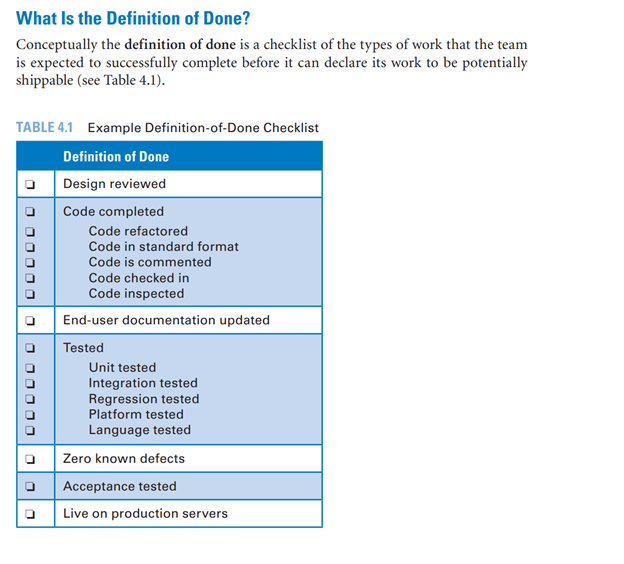 What Is the Definition of Done?
Conceptually the definition of done is a checklist of the types of work that the team
is expected to successfully complete before it can declare its work to be potentially
shippable (see Table 4.1).
TABLE 4.1 Example Definition-of-Done Checklist
Definition of Done
Design reviewed
Code completed
Code refactored
Code in standard format
Code is commented
Code checked in
Code inspected
End-user documentation updated
Tested
Unit tested
Integration tested
Regression tested
Platform tested
Language tested
Zero known defects
Acceptance tested
Live on production servers